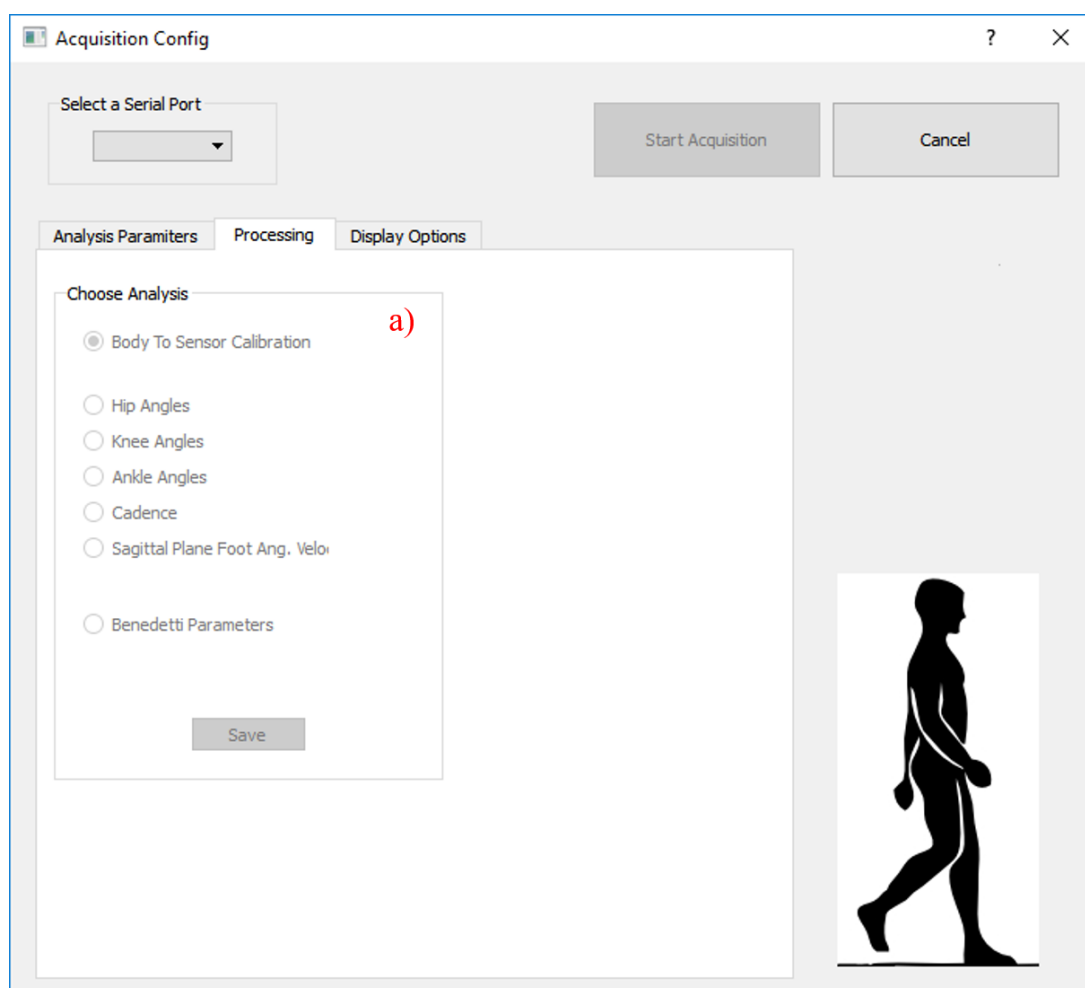 Acquisition Config
?
Select a Serial Port
Start Acquisition
Cancel
Analysis Paramiters
Processing
Display Options
Choose Analysis
a)
Body To Sensor Calibration
Hip Angles
Knee Angles
Ankle Angles
Cadence
Sagittal Plane Foot Ang. Velo
Benedetti Parameters
Save